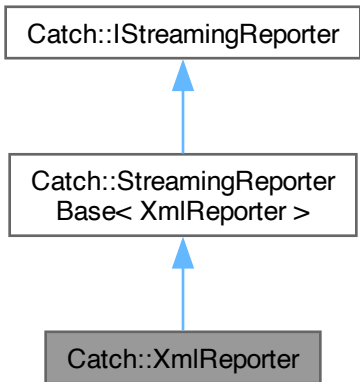 Catch::IStreamingReporter
Catch::StreamingReporter
Base< XmlReporter >
Catch::XmlReporter